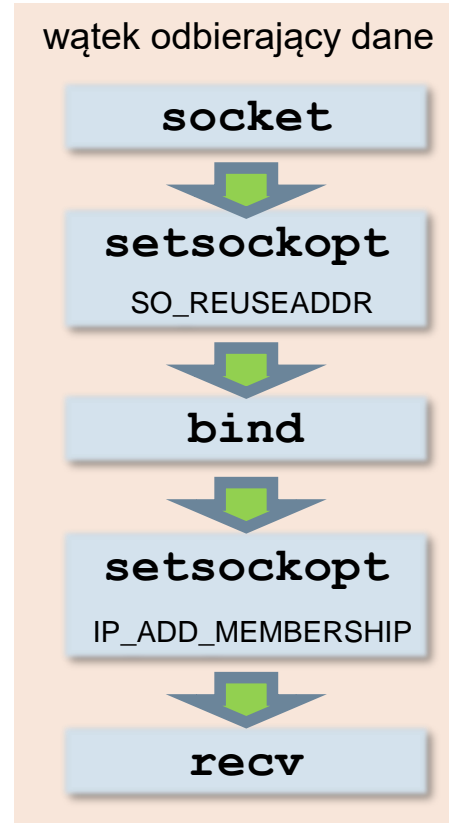 wątek odbierający dane
socket
setsockopt
SO_REUSEADDR
bind
setsockopt
IP_ADD_MEMBERSHIP
recv